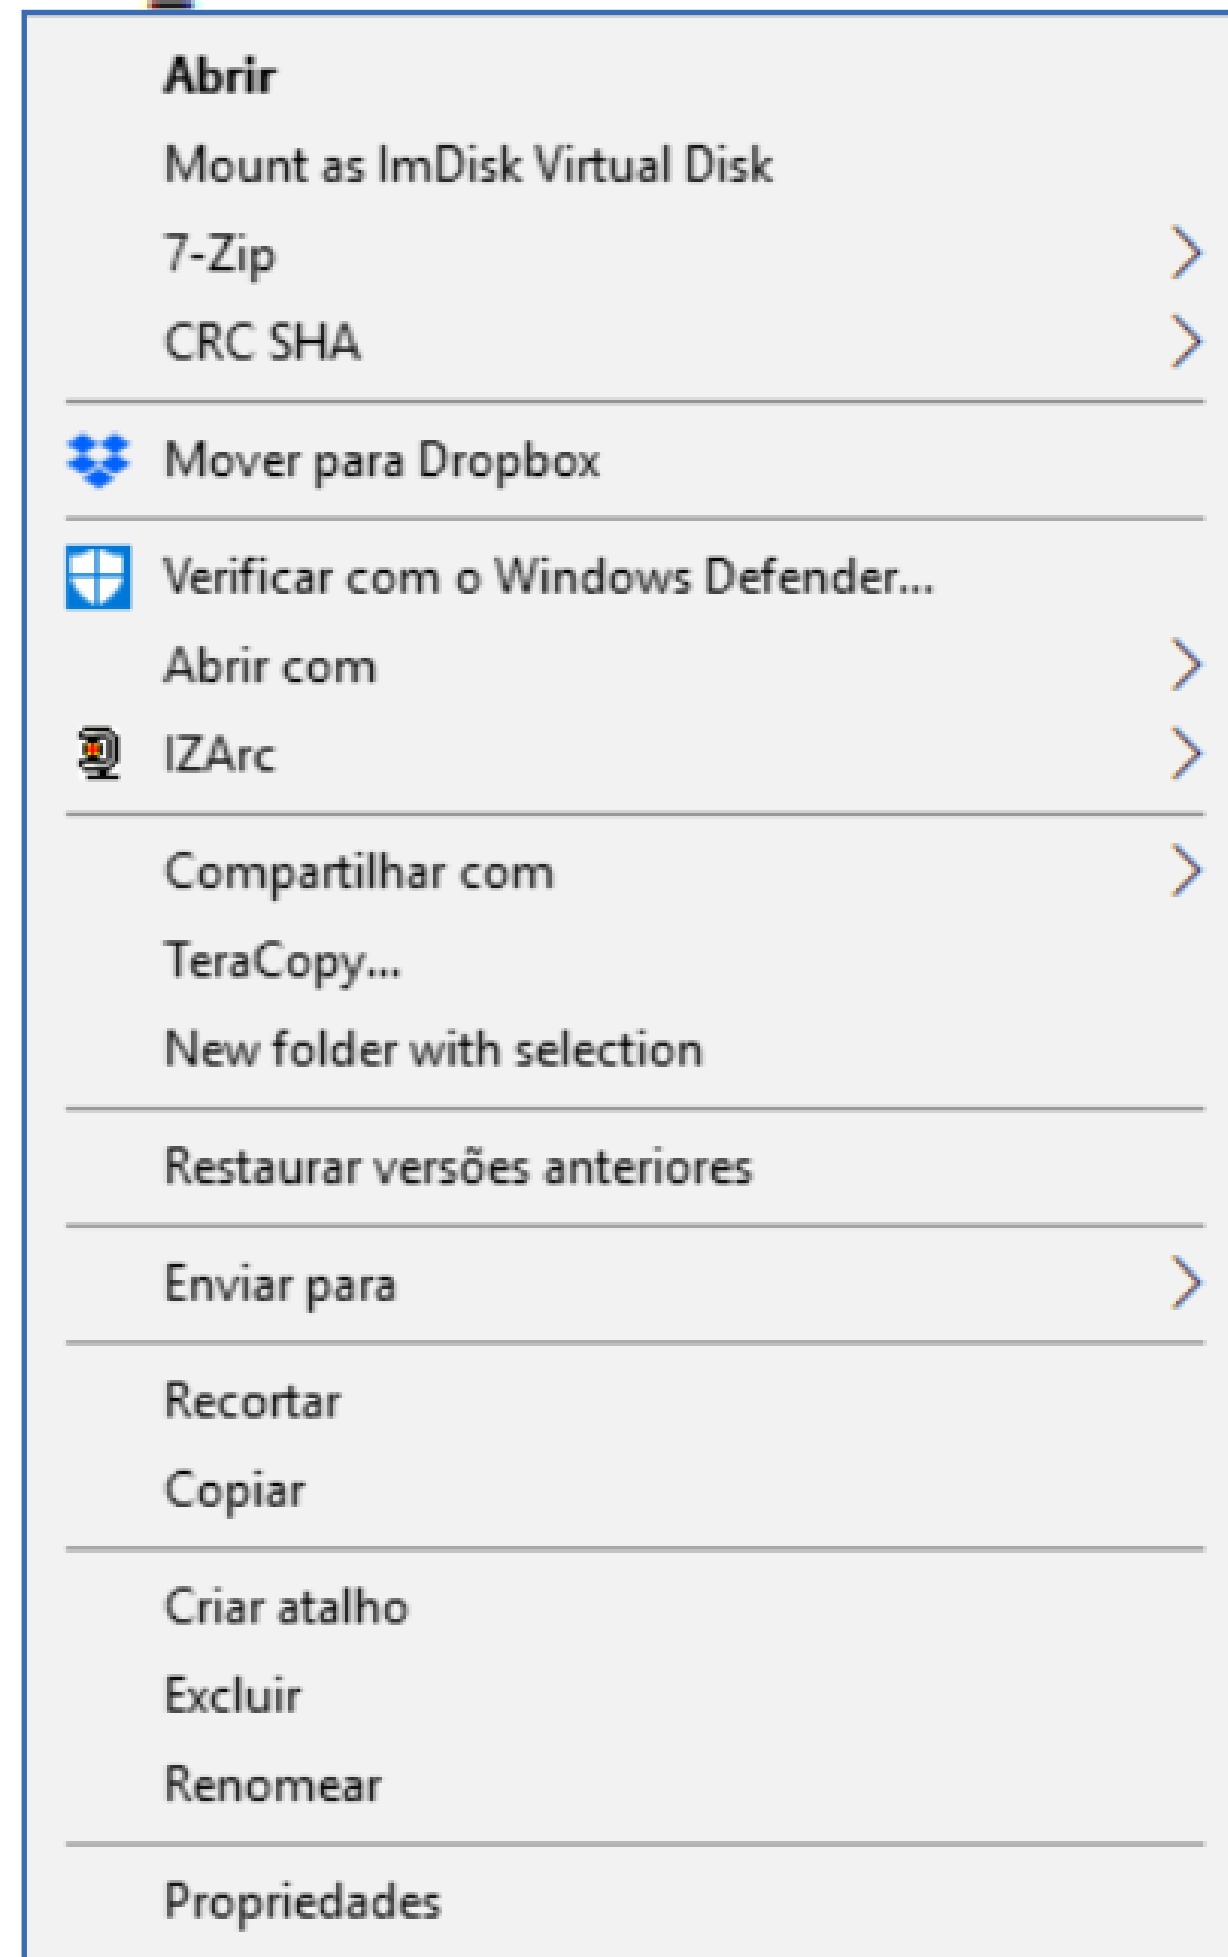 Abrir
Mount as ImDisk Virtual Disk
7-Zip
CRC SHA
Mover para Dropbox
Verificar com o Windows Defender...
Abrir com
IZArc
Compartilhar com
TeraCopy...
New folder with selection
Restaurar versões anteriores
Enviar para
Recortar
Copiar
Criar atalho
Excluir
Renomear
Propriedades